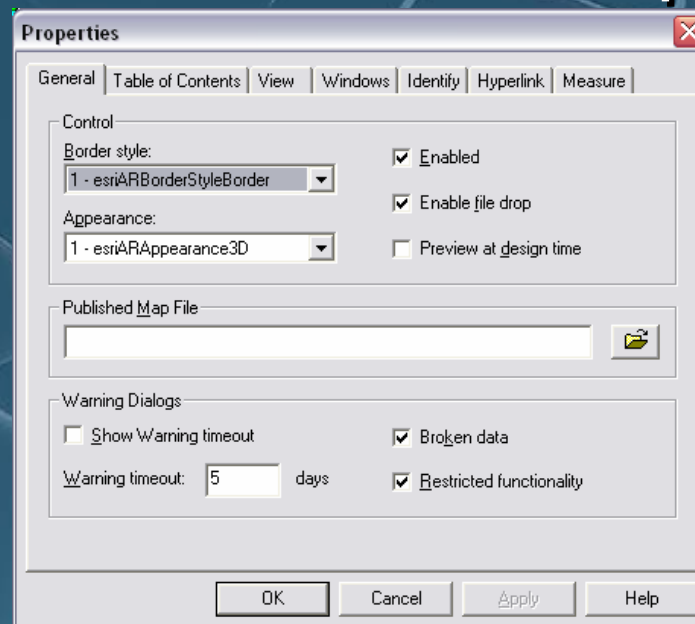 Properties
General Table of Contents View Windows Identify Hyperlink Measure
Control
Border style:
1 - esriARBorderStyleBorder
Enabled
Enable file drop
Appearance:
1 - esriARAppearance3D
Preview at design time
Published Map File
Warning Dialogs
Show Warning timeout
Broken data
Warning timeout: 5 days
Restricted functionality
OK Cancel Apply Help